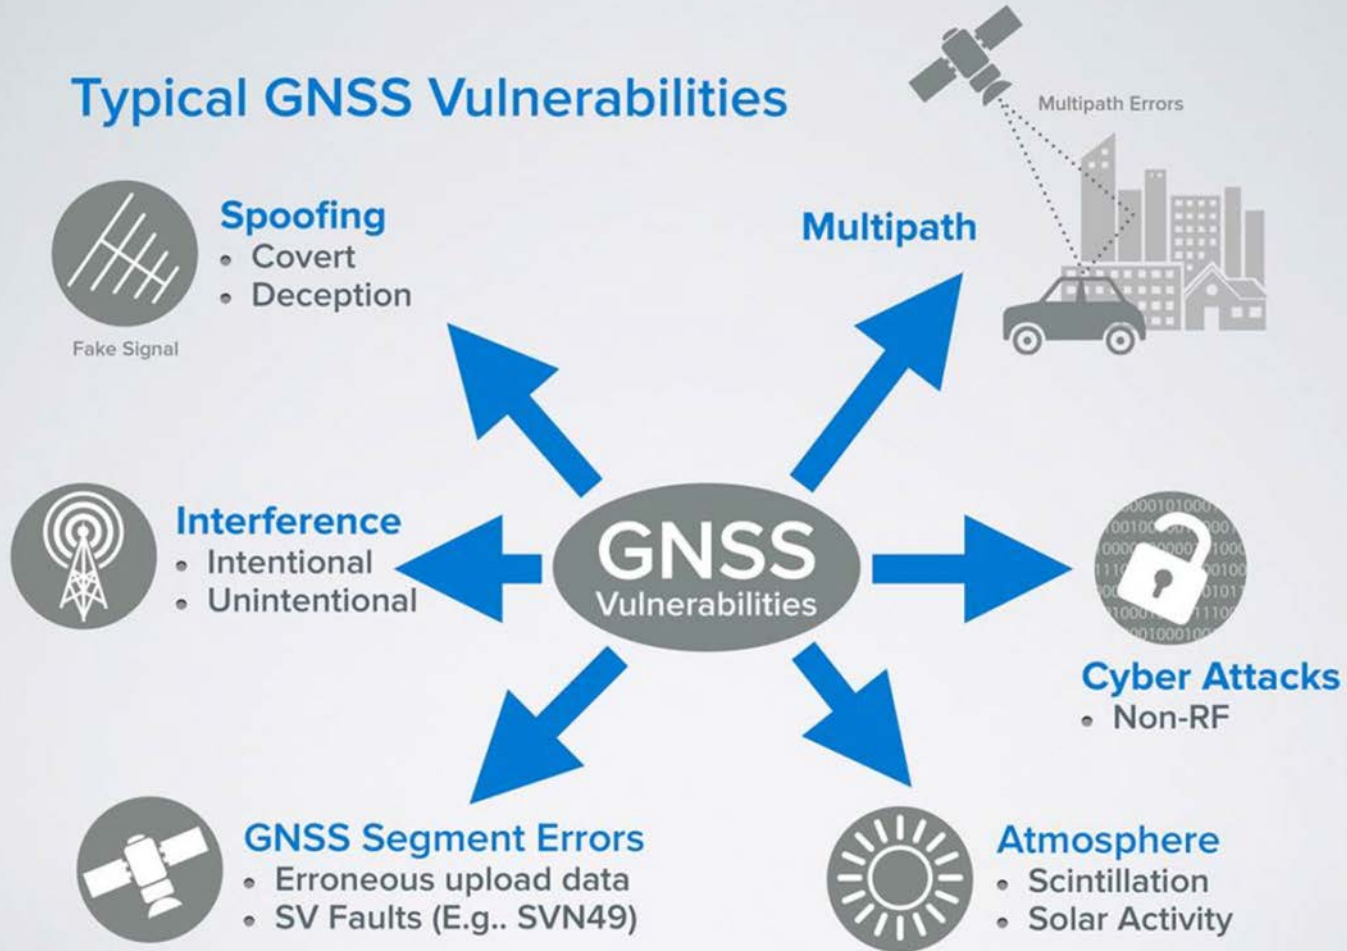 Typical GNSS Vulnerabilities
Multipath Errors
Spoofing
• Covert
• Deception
Fake Signal
Multipath
Interference
• Intentional
• Unintentional
GNSS
Vulnerabilities
Cyber Attacks
• Non-RF
GNSS Segment Errors
• Erroneous upload data
• SV Faults (E.g.. SVN49)
Atmosphere
• Scintillation
• Solar Activity